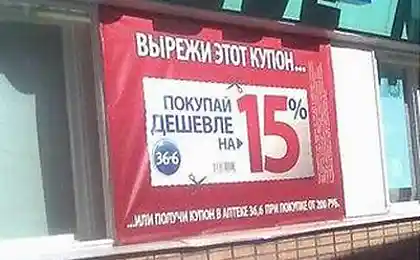 ВЫРЕЖИ ЭТОТ КУПОН...
ПОКУПАЙ
ДЕШЕВЛЕ
НА 15%
36,6
...ИЛИ ПОЛУЧИ КУПОН В АПТЕКЕ 36,6 ПРИ ПОКУПКЕ ОТ 200 РУБ.